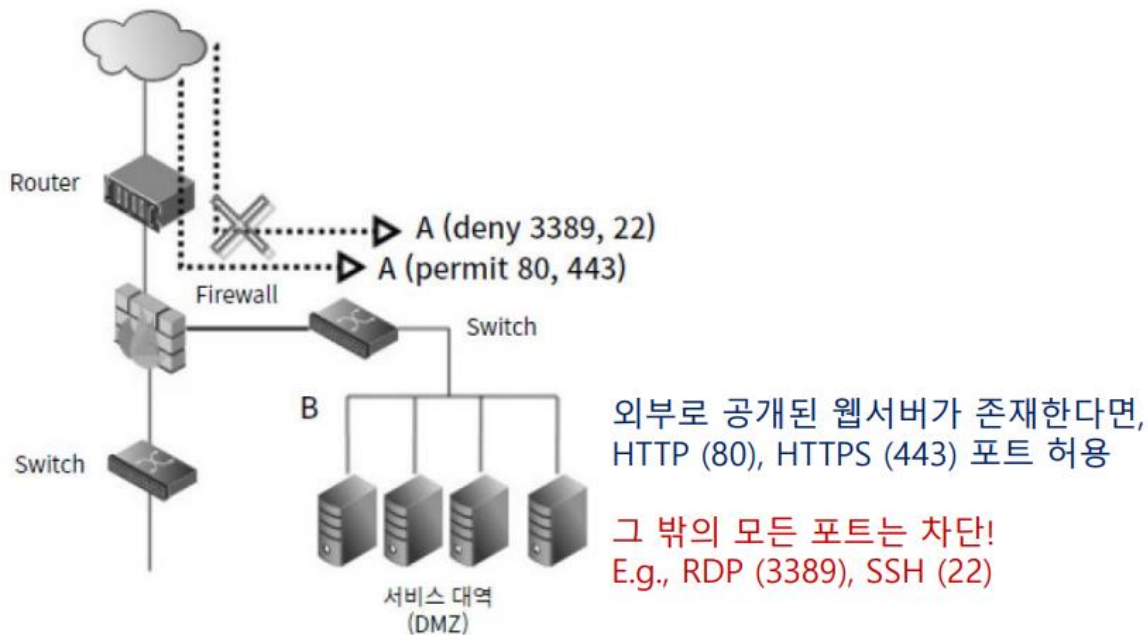 Router
A (deny 3389, 22)
A (permit 80, 443)
Firewall
Switch
B
Switch
서비스 대역
(DMZ)
외부로 공개된 웹서버가 존재한다면,
HTTP (80), HTTPS (443) 포트 허용
그 밖의 모든 포트는 차단!
E.g., RDP (3389), SSH (22)